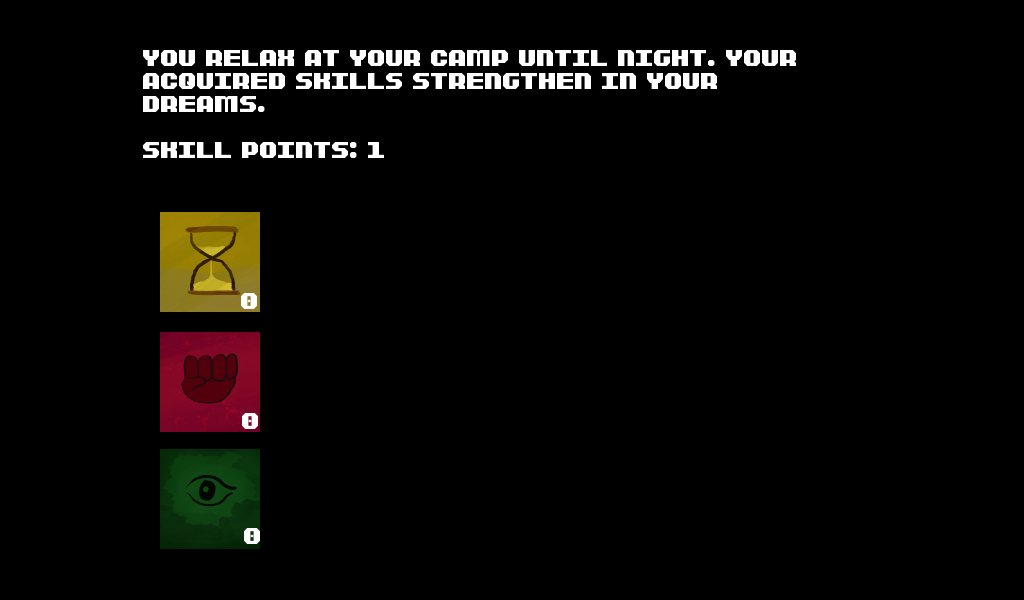 YOU RELAX AT YOUR CAMP UNTIL NIGHT. YOUR
ACQUIRED SKILLS STRENGTHEN IN YOUR
DREAMS.
SKILL POINTS: 1
0
0
0